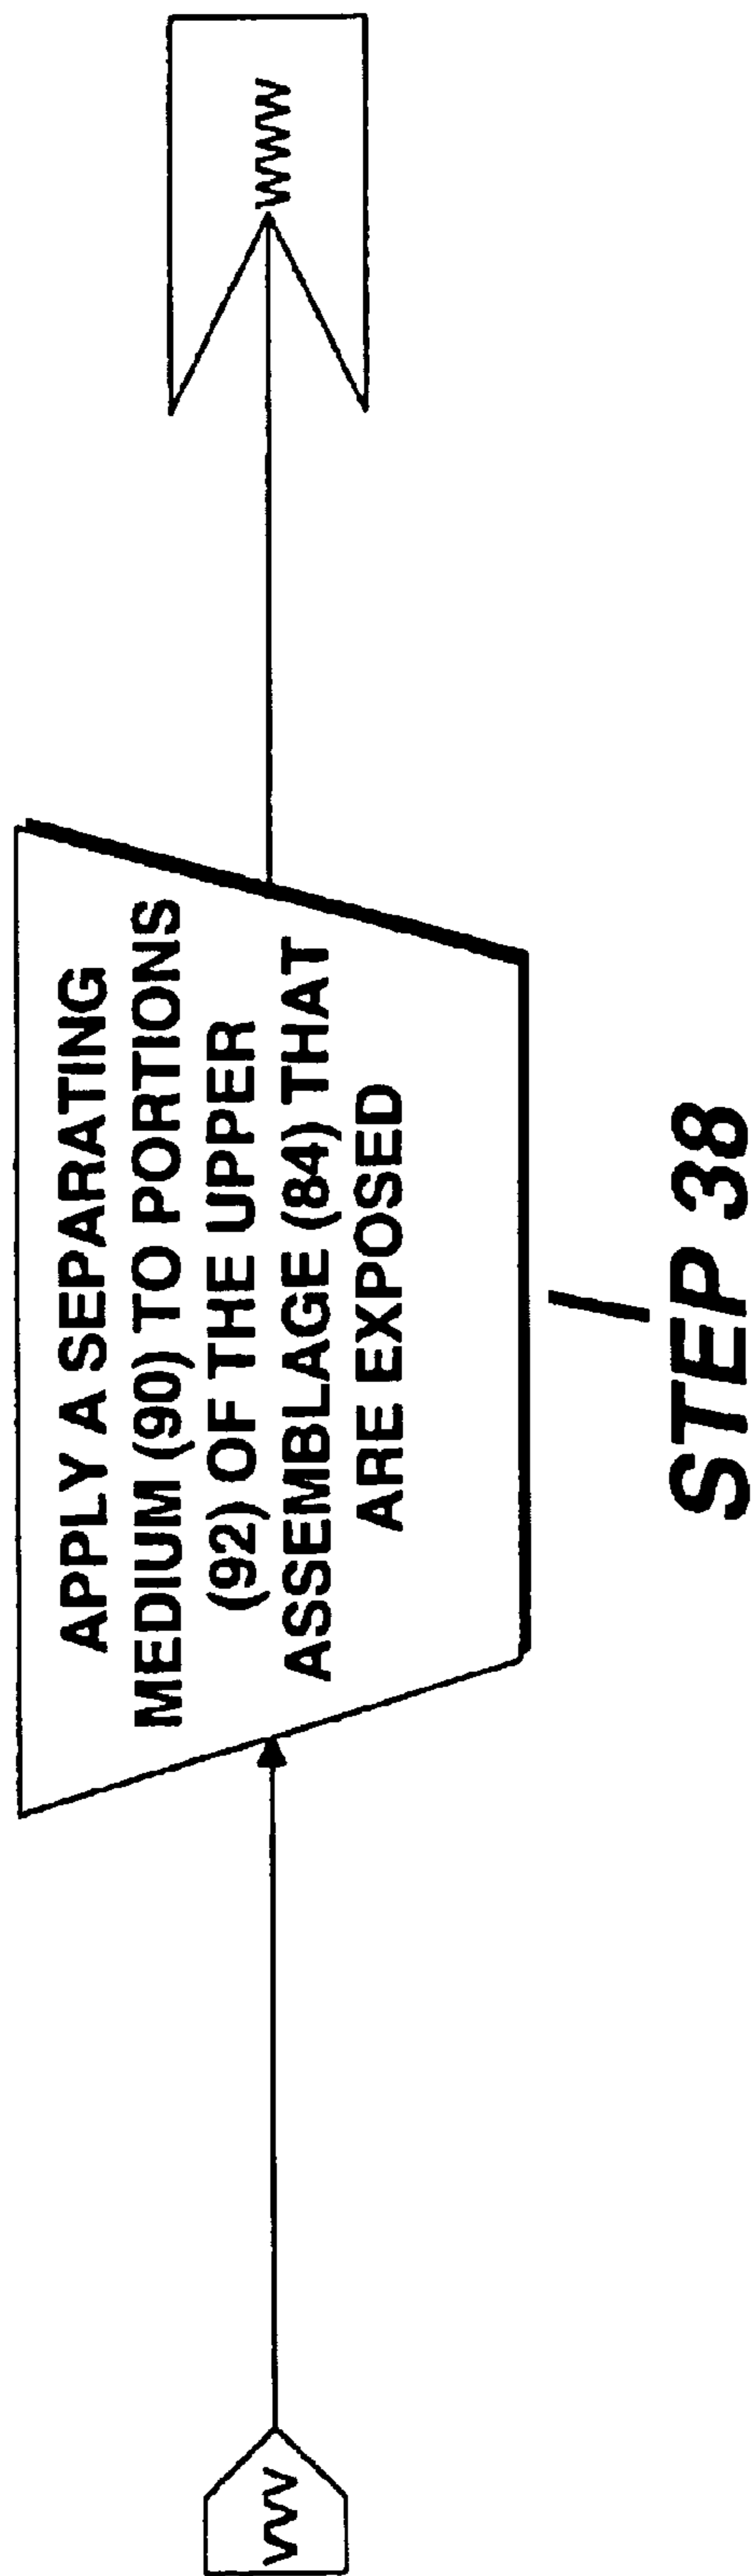 VVV
APPLY A SEPARATING
MEDIUM (90) TO PORTIONS
(92) OF THE UPPER
ASSEMBLAGE (84) THAT
ARE EXPOSED
WWW
STEP 38